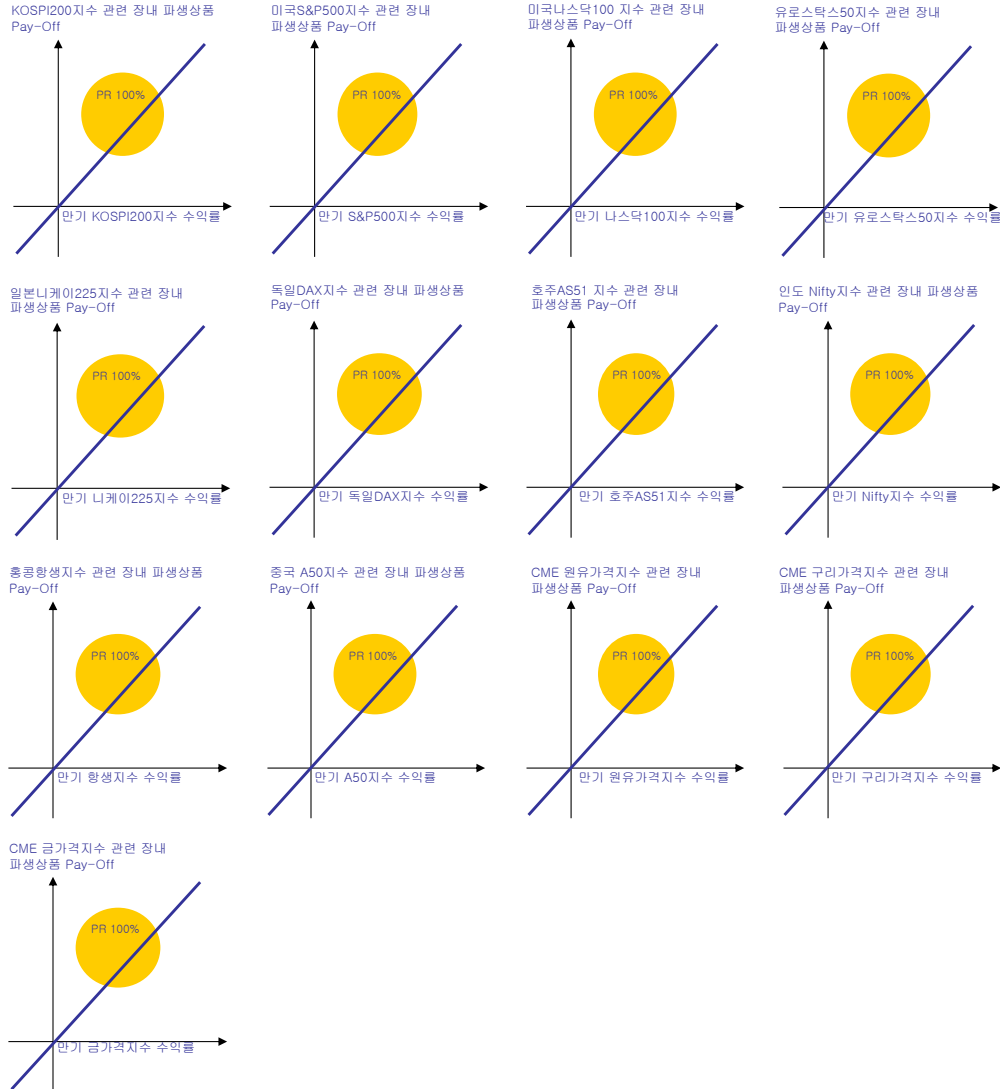 KOSPI200지수 관련 장내 파생상품
Pay-Off
PR 100%
만기 KOSPI200지수 수익률
미국S&P500지수 관련 장내
파생상품 Pay-Off
PR 100%
만기 S&P500지수 수익률
미국나스닥100 지수 관련 장내
파생상품 Pay-Off
PR 100%
만기 나스닥100지수 수익률
유로스탁스50지수 관련 장내
파생상품 Pay-Off
PR 100%
만기 유로스탁스50지수 수익률
일본니케이225지수 관련 장내
파생상품 Pay-Off
PR 100%
만기 니케이225지수 수익률
독일DAX지수 관련 장내 파생상품
Pay-Off
PR 100%
만기 독일DAX지수 수익률
호주AS51 지수 관련 장내
파생상품 Pay-Off
PR 100%
만기 호주AS51지수 수익률
인도 Nifty지수 관련 장내 파생상품
Pay-Off
PR 100%
만기 Nifty지수 수익률
홍콩항생지수 관련 장내 파생상품
Pay-Off
PR 100%
만기 항생지수 수익률
중국 A50지수 관련 장내 파생상품
Pay-Off
PR 100%
만기 A50지수 수익률
CME 원유가격지수 관련 장내
파생상품 Pay-Off
PR 100%
만기 원유가격지수 수익률
CME 구리가격지수 관련 장내
파생상품 Pay-Off
PR 100%
만기 구리가격지수 수익률
CME 금가격지수 관련 장내
파생상품 Pay-Off
PR 100%
만기 금가격지수 수익률